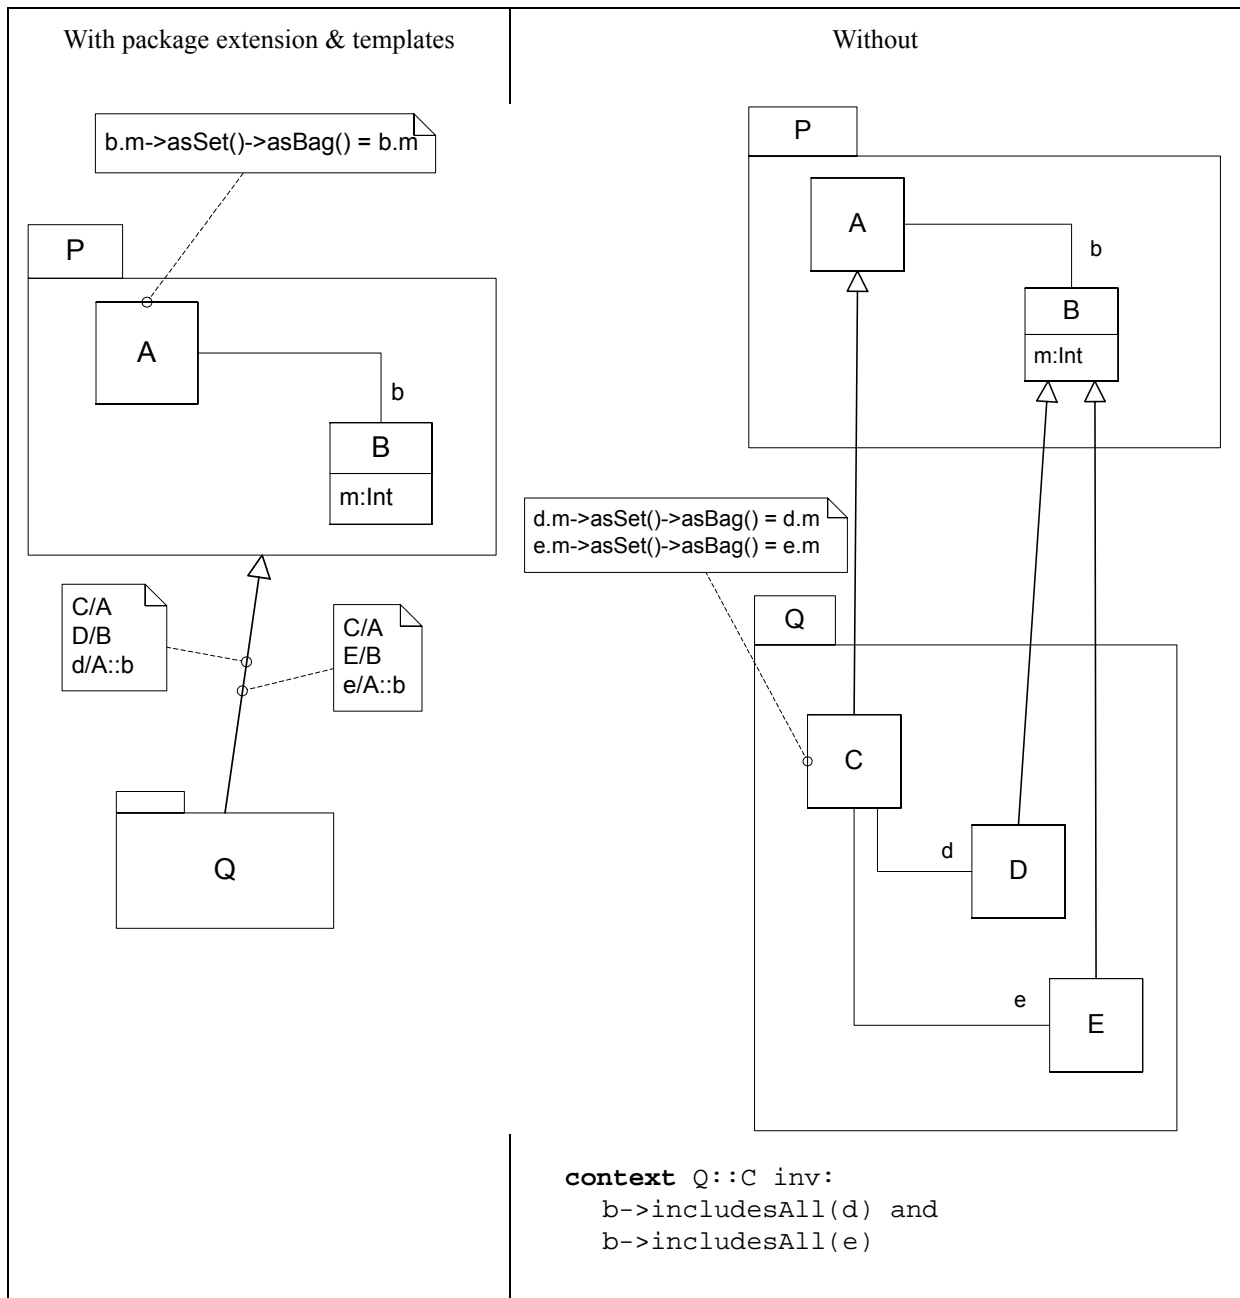 With package extension & templates
b.m->asSet()->asBag() = b.m
P
A
b
B
m:Int
C/A
D/B
d/A::b
C/A
E/B
e/A::b
Q
Without
P
A
b
B
m:Int
d.m->asSet()->asBag() = d.m
e.m->asSet()->asBag() = e.m
Q
C
d
D
e
E
context Q::C inv:
b->includesAll(d) and
b->includesAll(e)